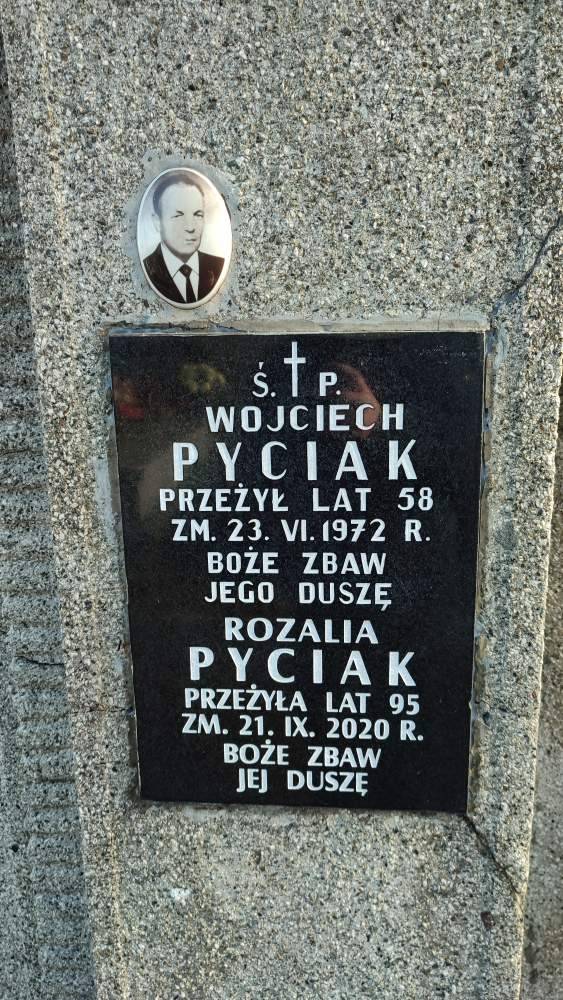 Ś. P.
WOJCIECH
PYCIAK
PRZEŻYŁ LAT 58
ZM. 23. VI. 1972 R.
BOŻE ZBAW
JEGO DUSZĘ
ROZALIA
PYCIAK
PRZEŻYŁA LAT 95
ZM. 21. IX. 2020 R.
BOŻE ZBAW
JEJ DUSZĘ